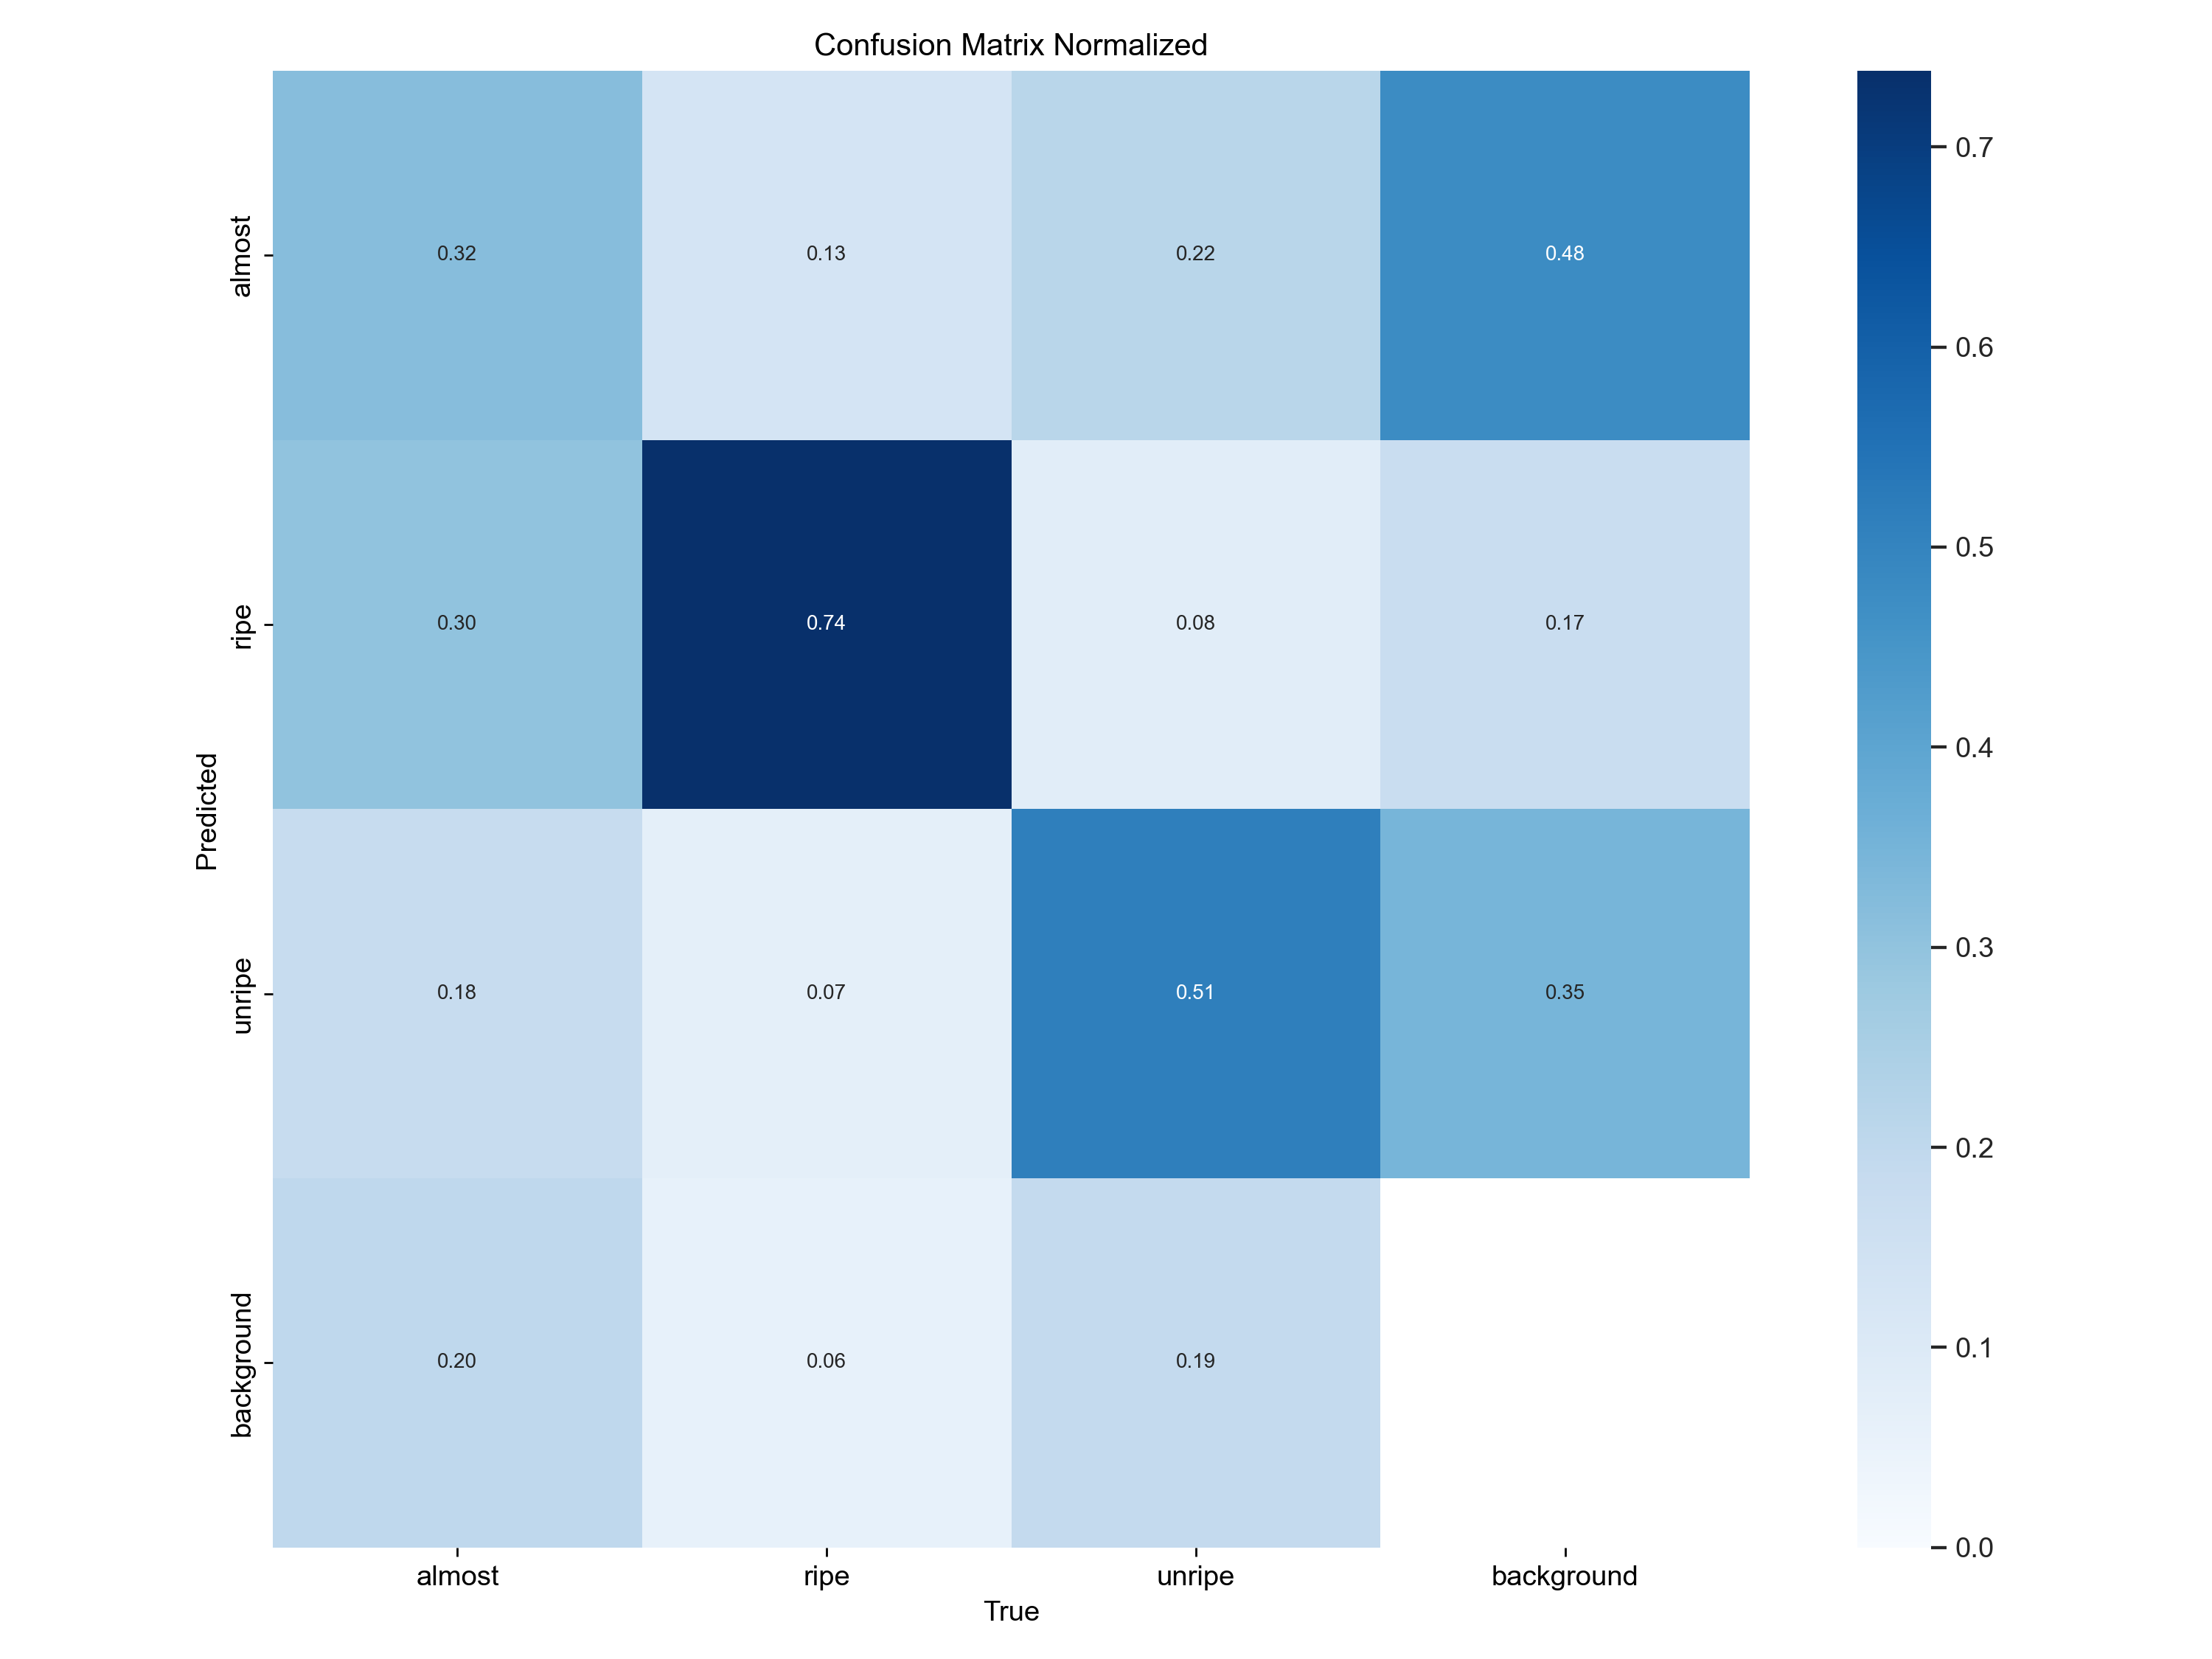 Confusion Matrix Normalized
almost
0.32
0.13
0.22
0.48
ripe
0.30
0.74
0.08
0.17
unripe
0.18
0.07
0.51
0.35
background
0.20
0.06
0.19
Predicted
almost
ripe
unripe
background
True
0.7
0.6
0.5
0.4
0.3
0.2
0.1
0.0